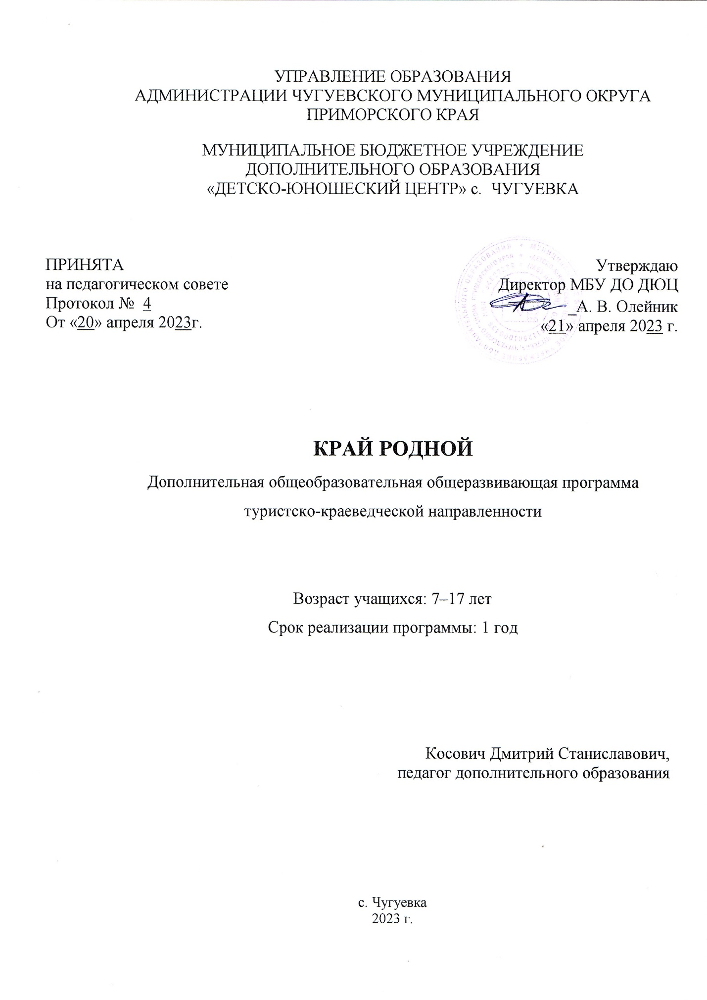 УПРАВЛЕНИЕ ОБРАЗОВАНИЯ
АДМИНИСТРАЦИИ ЧУГУЕВСКОГО МУНИЦИПАЛЬНОГО ОКРУГА
ПРИМОРСКОГО КРАЯ
МУНИЦИПАЛЬНОЕ БЮДЖЕТНОЕ УЧРЕЖДЕНИЕ
ДОПОЛНИТЕЛЬНОГО ОБРАЗОВАНИЯ
«ДЕТСКО-ЮНОШЕСКИЙ ЦЕНТР» с. ЧУГУЕВКА
ПРИНЯТА
на педагогическом совете
Протокол № 4
От «20» апреля 2023г.
Утверждаю
Директор МБУ ДО ДЮЦ
_А. В. Олейник
«21» апреля 2023 г.
КРАЙ РОДНОЙ
Дополнительная общеобразовательная общеразвивающая программа
туристско-краеведческой направленности
Возраст учащихся: 7–17 лет
Срок реализации программы: 1 год
Косович Дмитрий Станиславович,
педагог дополнительного образования
с. Чугуевка
2023 г.